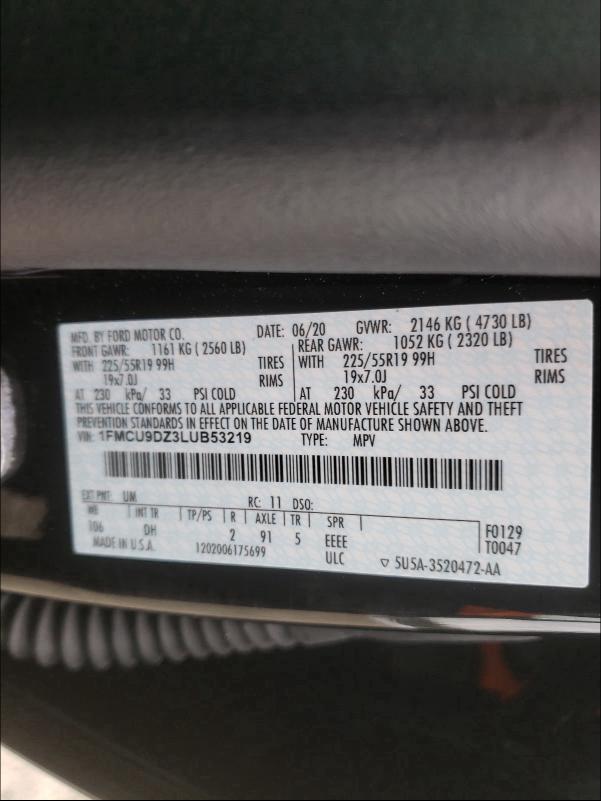 MFD. BY FORD MOTOR CO. DATE: 06/20 GVWR: 2146 KG ( 4730 LB)
FRONT GAWR: 1161 KG ( 2560 LB) REAR GAWR: 1052 KG ( 2320 LB)
WITH 225/55R19 99H TIRES WITH 225/55R19 99H TIRES
19x7.0J RIMS 19x7.0J RIMS
AT 230 kPa/ 33 PSI COLD AT 230 kPa/ 33 PSI COLD
THIS VEHICLE CONFORMS TO ALL APPLICABLE FEDERAL MOTOR VEHICLE SAFETY AND THEFT
PREVENTION STANDARDS IN EFFECT ON THE DATE OF MANUFACTURE SHOWN ABOVE.
VIN: 1FMCU9DZ3LUB53219 TYPE: MPV
EXT PNT: UM RC: 11 DSO:
WB INT TR TP/PS R AXLE TR SPR F0129
106 DH 2 91 5 EEEE T0047
MADE IN U.S.A. 1202006175699 ULC ▽ 5U5A-3520472-AA